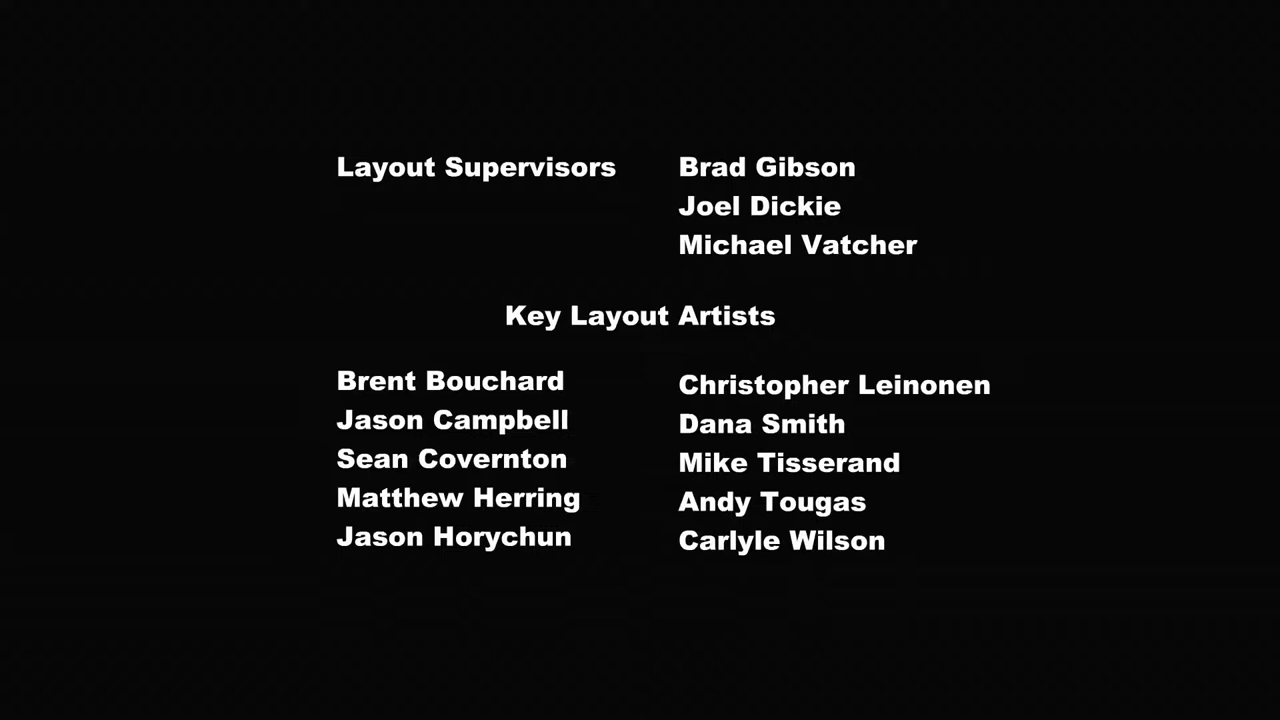 Layout Supervisors Brad Gibson
Joel Dickie
Michael Vatcher
Key Layout Artists
Brent Bouchard
Jason Campbell
Sean Covernton
Matthew Herring
Jason Horychun
Christopher Leinonen
Dana Smith
Mike Tisserand
Andy Tougas
Carlyle Wilson